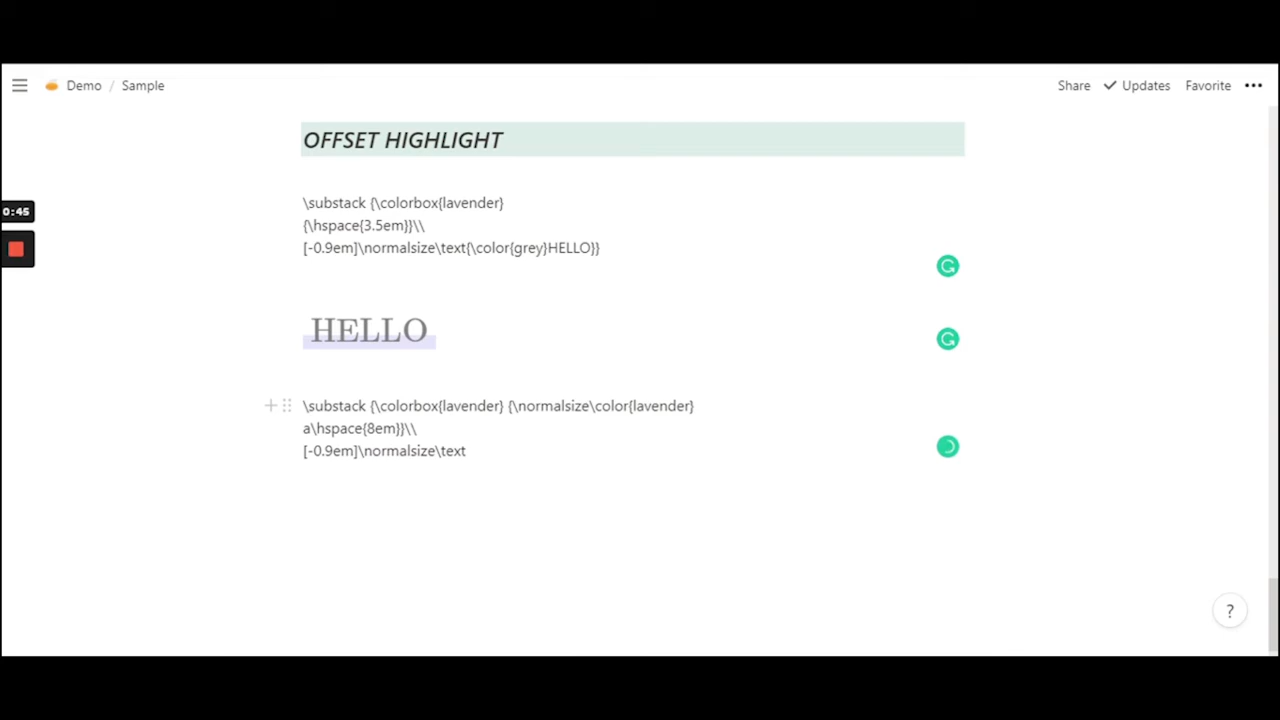 Demo / Sample
Share ✓ Updates Favorite •••
OFFSET HIGHLIGHT
\substack {\colorbox{lavender}
{\hspace{3.5em}}\\
[-0.9em]\normalsize\text{\color{grey}HELLO}}
0:45
HELLO
\substack {\colorbox{lavender} {\normalsize\color{lavender}
a\hspace{8em}}\\
[-0.9em]\normalsize\text
?